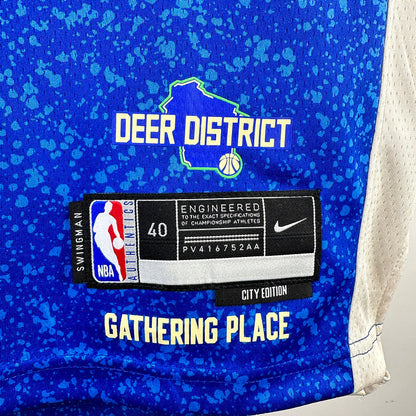 DEER DISTRICT
SWINGMAN
NBA
AUTHENTICS
40
ENGINEERED
TO THE EXACT SPECIFICATIONS
OF CHAMPIONSHIP ATHLETES
PV416752AA
CITY EDITION
GATHERING PLACE